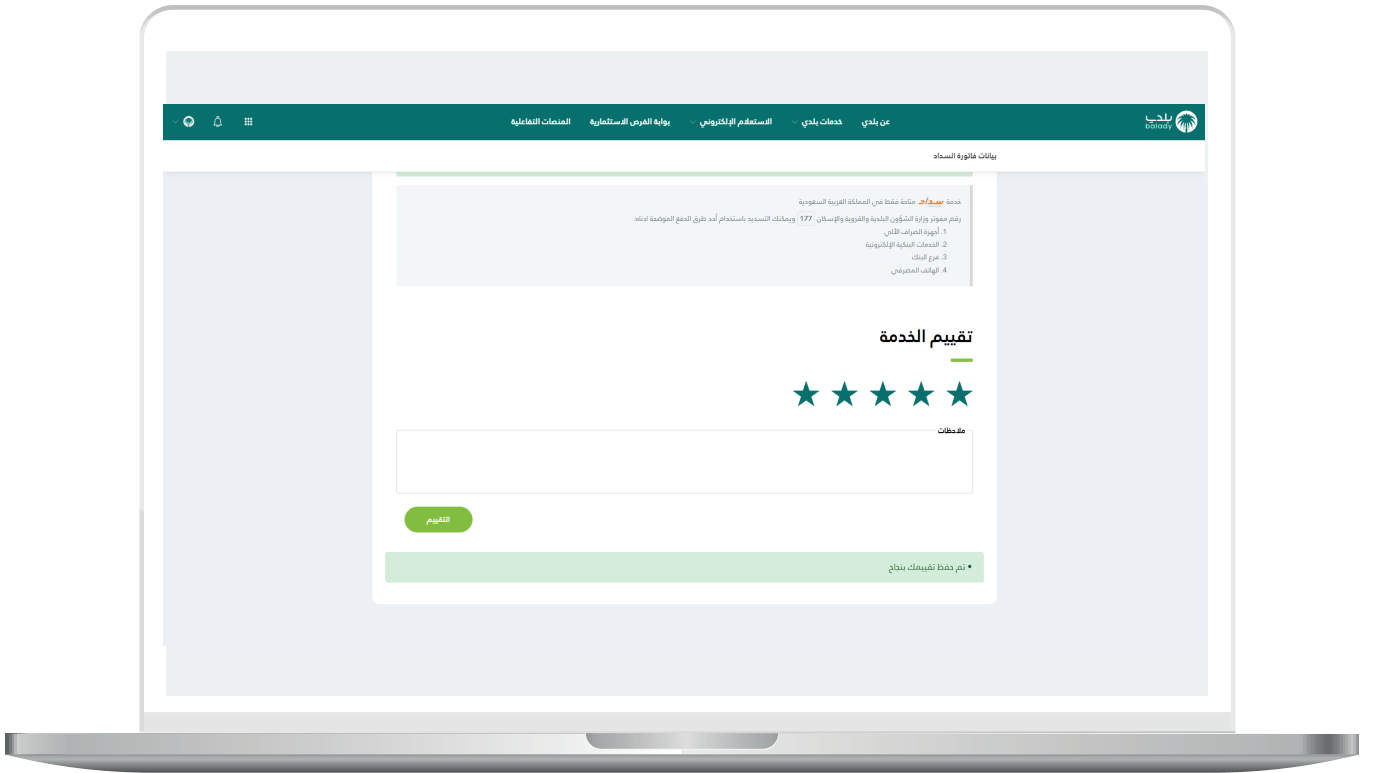 بلدي
balady
عن بلدي
خدمات بلدي
الاستعلام الإلكتروني
بوابة الفرص الاستثمارية
المنصات التفاعلية
بيانات فاتورة السداد
خدمة سداد متاحة فقط في المملكة العربية السعودية
رقم مفوتر وزارة الشؤون البلدية والقروية والإسكان 177 ويمكنك التسديد باستخدام أحد طرق الدفع الموضحة ادناه:
1. أجهزة الصراف الألي
2. الخدمات البنكية الإلكترونية
3. فرع البنك
4. الهاتف المصرفي
تقييم الخدمة
ملاحظات
التقييم
• تم حفظ تقييمك بنجاح